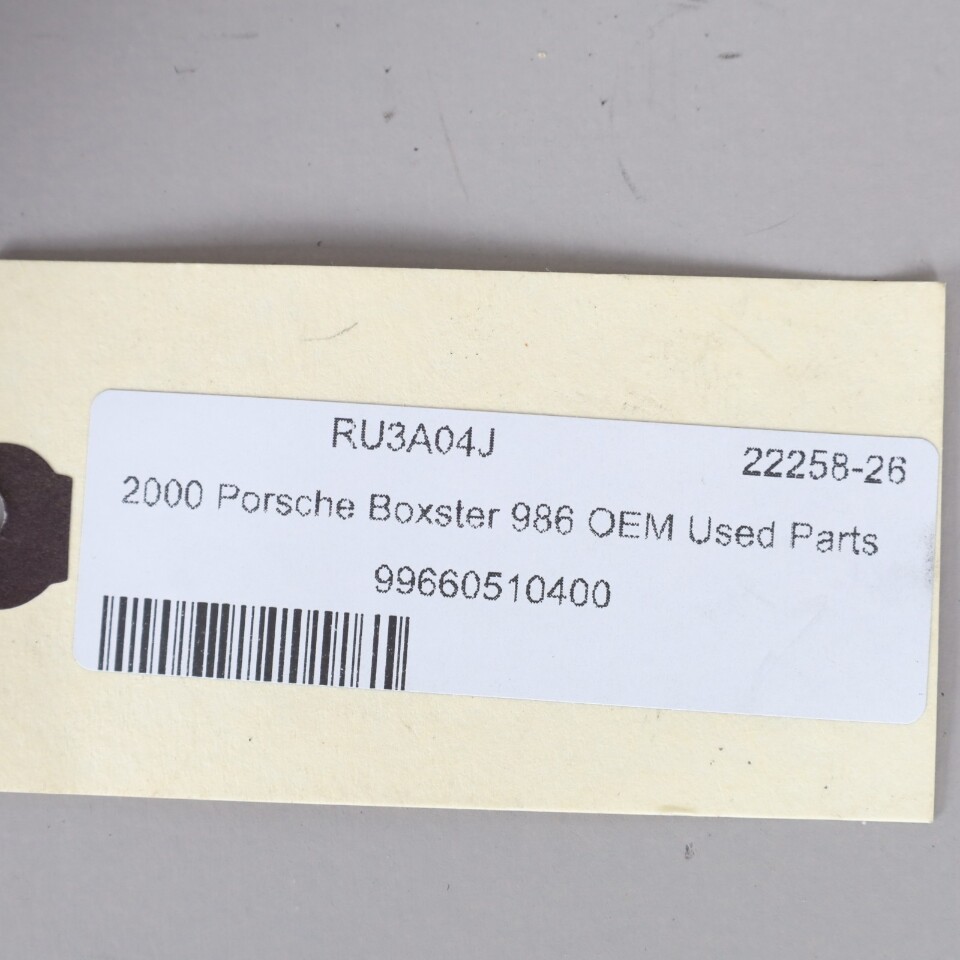 RU3A04J 22258-26
2000 Porsche Boxster 986 OEM Used Parts
99660510400